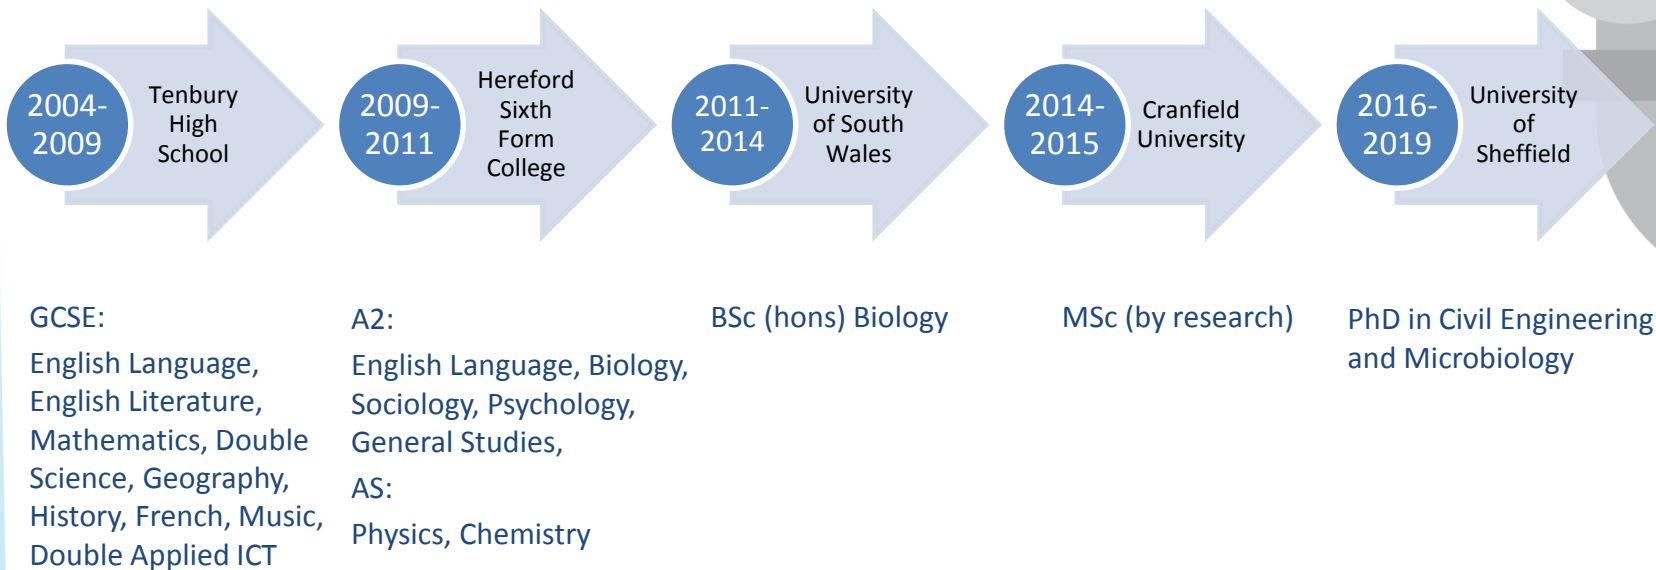 2004-
2009
Tenbury
High
School
2009-
2011
Hereford
Sixth
Form
College
2011-
2014
University
of South
Wales
2014-
2015
Cranfield
University
2016-
2019
University
of
Sheffield
GCSE:
English Language,
English Literature,
Mathematics, Double
Science, Geography,
History, French, Music,
Double Applied ICT
A2:
English Language, Biology,
Sociology, Psychology,
General Studies,
AS:
Physics, Chemistry
BSc (hons) Biology
MSc (by research)
PhD in Civil Engineering
and Microbiology